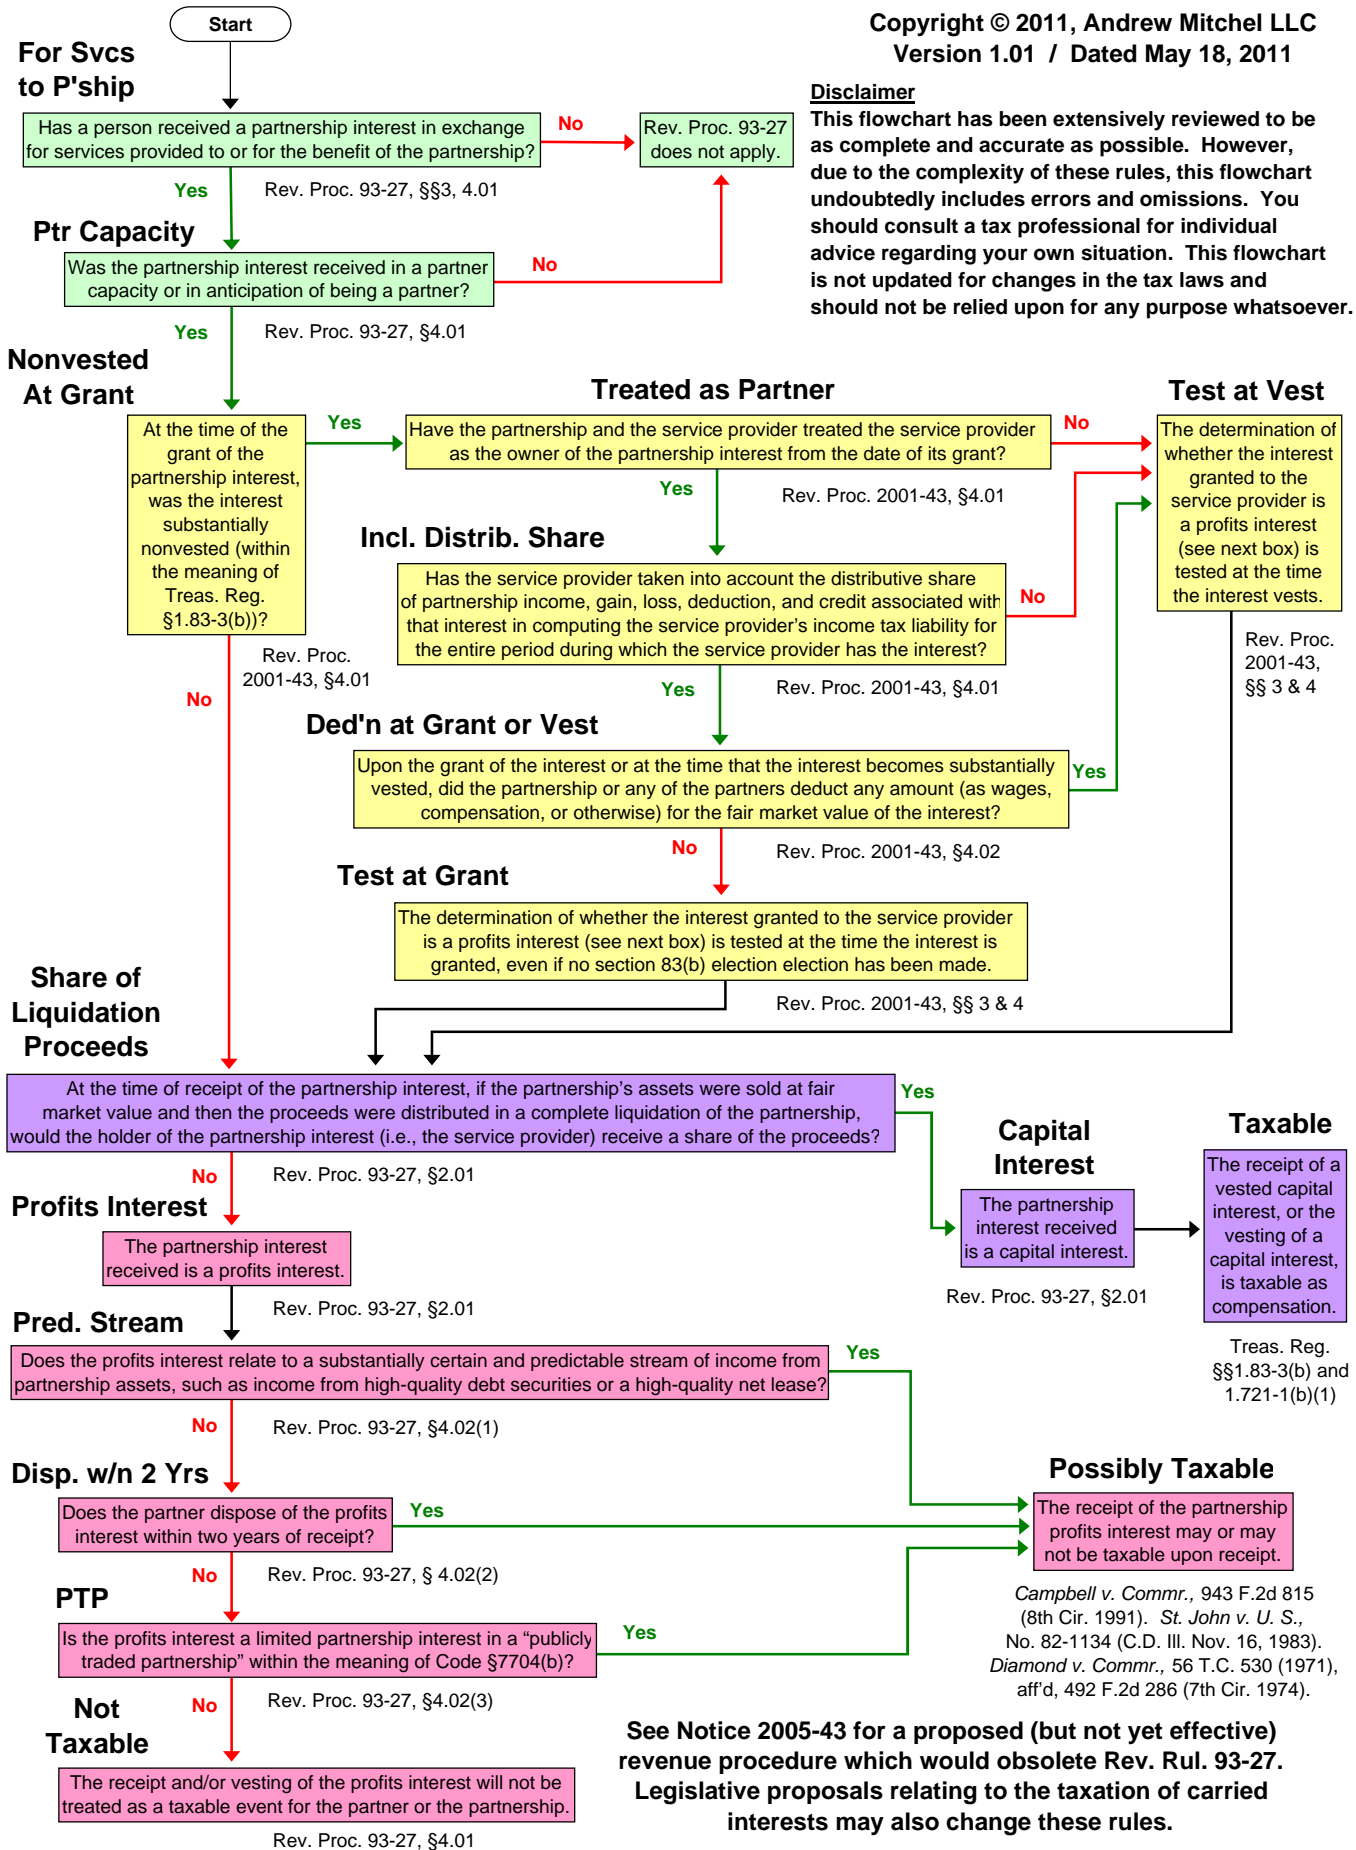 Start
Copyright © 2011, Andrew Mitchel LLC
Version 1.01 / Dated May 18, 2011
Disclaimer
This flowchart has been extensively reviewed to be
as complete and accurate as possible. However,
due to the complexity of these rules, this flowchart
undoubtedly includes errors and omissions. You
should consult a tax professional for individual
advice regarding your own situation. This flowchart
is not updated for changes in the tax laws and
should not be relied upon for any purpose whatsoever.
For Svcs
to P'ship
Has a person received a partnership interest in exchange
for services provided to or for the benefit of the partnership?
No
Rev. Proc. 93-27
does not apply.
Yes
Rev. Proc. 93-27, §§3, 4.01
Ptr Capacity
Was the partnership interest received in a partner
capacity or in anticipation of being a partner?
No
Yes
Rev. Proc. 93-27, §4.01
Nonvested
At Grant
At the time of the
grant of the
partnership interest,
was the interest
substantially
nonvested (within
the meaning of
Treas. Reg.
§1.83-3(b))?
Yes
Rev. Proc.
2001-43, §4.01
No
Treated as Partner
Have the partnership and the service provider treated the service provider
as the owner of the partnership interest from the date of its grant?
No
Yes
Rev. Proc. 2001-43, §4.01
Test at Vest
The determination of
whether the interest
granted to the
service provider is
a profits interest
(see next box) is
tested at the time
the interest vests.
Rev. Proc.
2001-43,
§§ 3 & 4
Incl. Distrib. Share
Has the service provider taken into account the distributive share
of partnership income, gain, loss, deduction, and credit associated with
that interest in computing the service provider's income tax liability for
the entire period during which the service provider has the interest?
No
Yes
Rev. Proc. 2001-43, §4.01
Ded'n at Grant or Vest
Upon the grant of the interest or at the time that the interest becomes substantially
vested, did the partnership or any of the partners deduct any amount (as wages,
compensation, or otherwise) for the fair market value of the interest?
Yes
No
Rev. Proc. 2001-43, §4.02
Test at Grant
The determination of whether the interest granted to the service provider
is a profits interest (see next box) is tested at the time the interest is
granted, even if no section 83(b) election election has been made.
Rev. Proc. 2001-43, §§ 3 & 4
Share of
Liquidation
Proceeds
At the time of receipt of the partnership interest, if the partnership's assets were sold at fair
market value and then the proceeds were distributed in a complete liquidation of the partnership,
would the holder of the partnership interest (i.e., the service provider) receive a share of the proceeds?
Yes
No
Rev. Proc. 93-27, §2.01
Capital
Interest
The partnership
interest received
is a capital interest.
Rev. Proc. 93-27, §2.01
Taxable
The receipt of a
vested capital
interest, or the
vesting of a
capital interest,
is taxable as
compensation.
Treas. Reg.
§§1.83-3(b) and
1.721-1(b)(1)
Profits Interest
The partnership interest
received is a profits interest.
Rev. Proc. 93-27, §2.01
Pred. Stream
Does the profits interest relate to a substantially certain and predictable stream of income from
partnership assets, such as income from high-quality debt securities or a high-quality net lease?
Yes
No
Rev. Proc. 93-27, §4.02(1)
Disp. w/n 2 Yrs
Does the partner dispose of the profits
interest within two years of receipt?
Yes
No
Rev. Proc. 93-27, § 4.02(2)
PTP
Is the profits interest a limited partnership interest in a “publicly
traded partnership” within the meaning of Code §7704(b)?
Yes
No
Rev. Proc. 93-27, §4.02(3)
Possibly Taxable
The receipt of the partnership
profits interest may or may
not be taxable upon receipt.
Campbell v. Commr., 943 F.2d 815
(8th Cir. 1991). St. John v. U. S.,
No. 82-1134 (C.D. Ill. Nov. 16, 1983).
Diamond v. Commr., 56 T.C. 530 (1971),
aff'd, 492 F.2d 286 (7th Cir. 1974).
Not
Taxable
The receipt and/or vesting of the profits interest will not be
treated as a taxable event for the partner or the partnership.
Rev. Proc. 93-27, §4.01
See Notice 2005-43 for a proposed (but not yet effective)
revenue procedure which would obsolete Rev. Rul. 93-27.
Legislative proposals relating to the taxation of carried
interests may also change these rules.